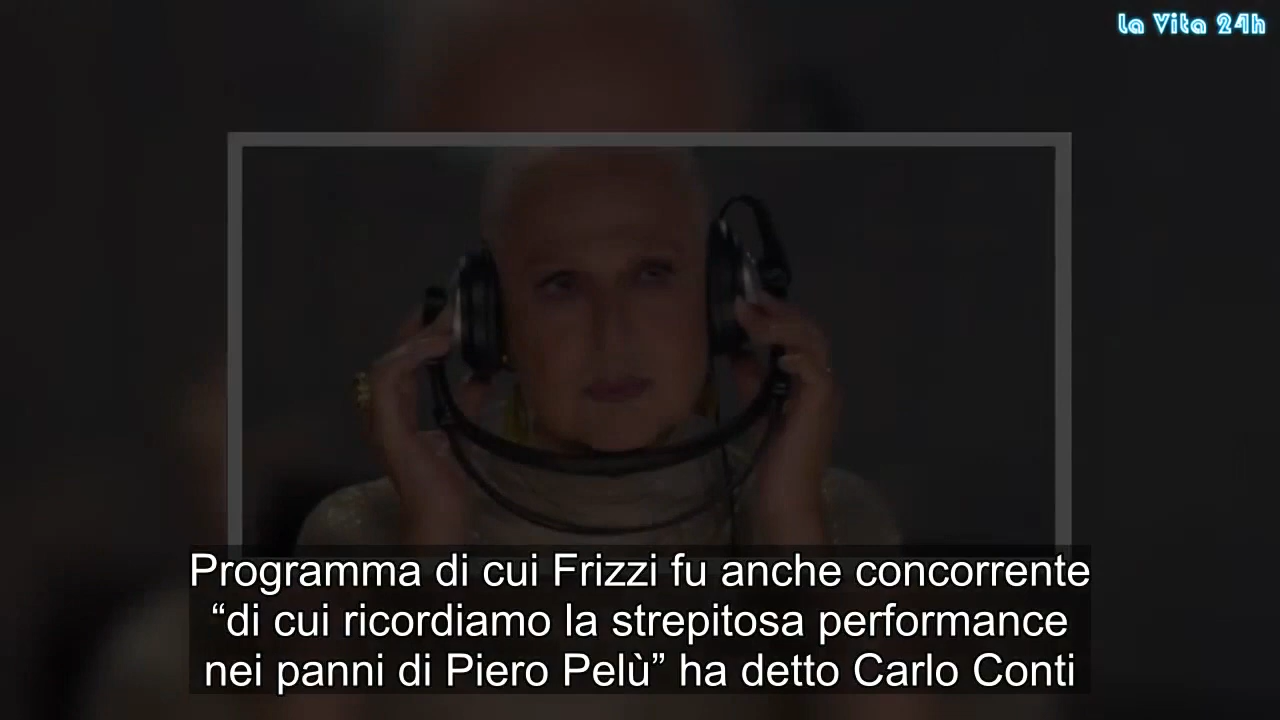 La Vita 24h
Programma di cui Frizzi fu anche concorrente
“di cui ricordiamo la strepitosa performance
nei panni di Piero Pelù” ha detto Carlo Conti